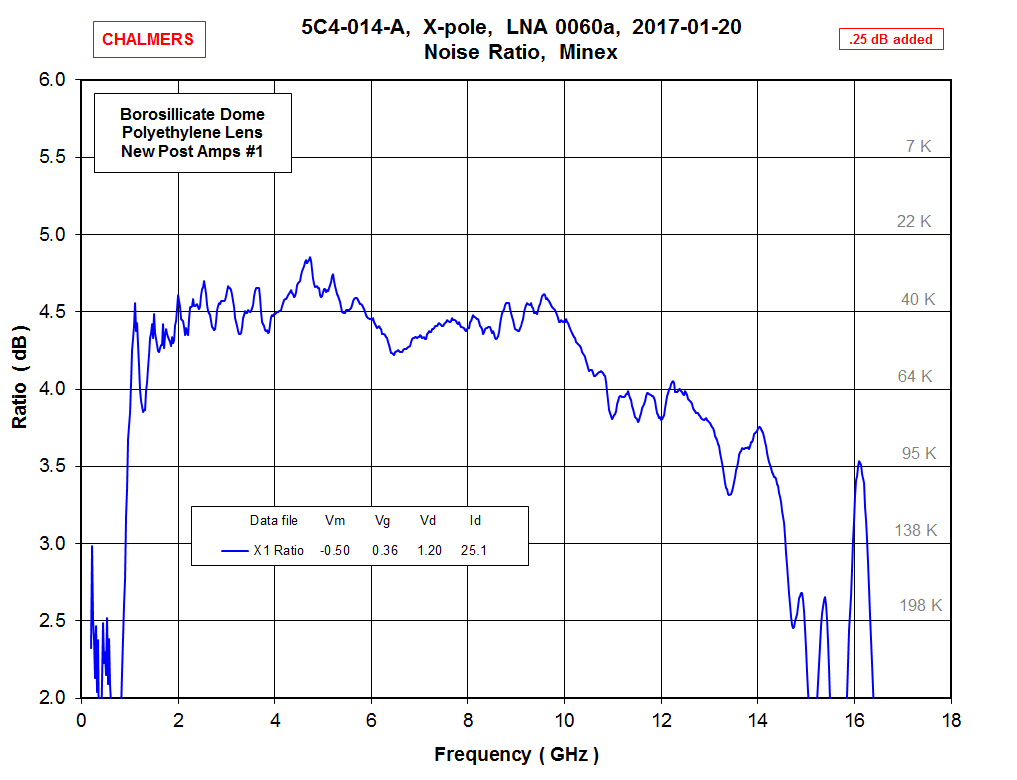 CHALMERS
5C4-014-A, X-pole, LNA 0060a, 2017-01-20
Noise Ratio, Minex
.25 dB added
Borosillicate Dome
Polyethylene Lens
New Post Amps #1
6.0
5.5
5.0
4.5
4.0
3.5
3.0
2.5
2.0
Ratio ( dB )
7 K
22 K
40 K
64 K
95 K
138 K
198 K
Data file Vm Vg Vd Id
X1 Ratio -0.50 0.36 1.20 25.1
0 2 4 6 8 10 12 14 16 18
Frequency ( GHz )